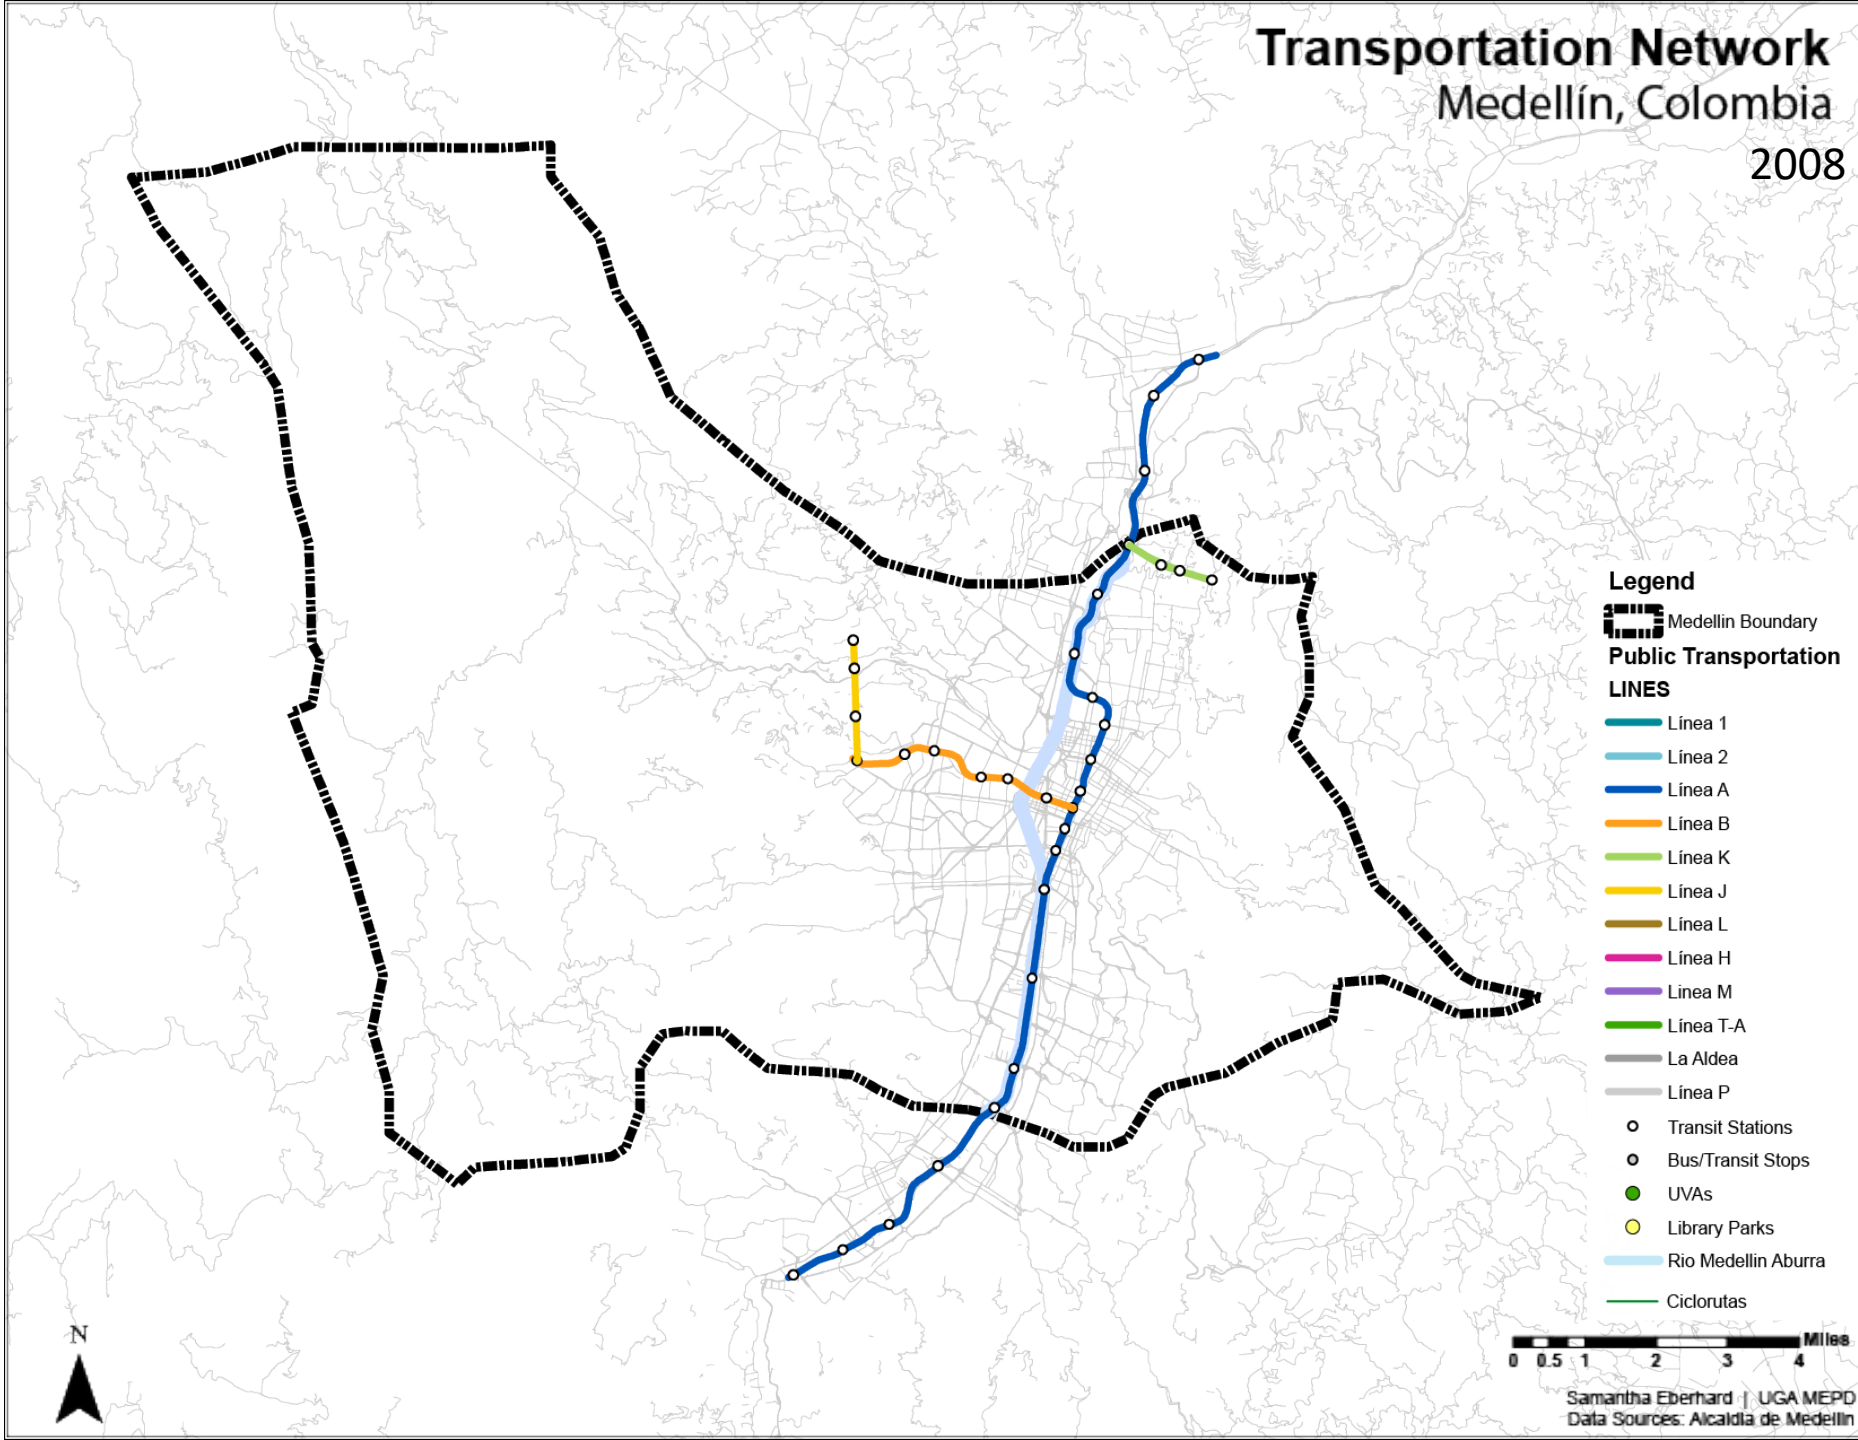 Transportation Network
Medellín, Colombia
2008
Legend
Medellin Boundary
Public Transportation
LINES
Línea 1
Línea 2
Línea A
Línea B
Línea K
Línea J
Línea L
Línea H
Linea M
Línea T-A
La Aldea
Línea P
Transit Stations
Bus/Transit Stops
UVAs
Library Parks
Rio Medellin Aburra
Ciclorutas
N
Miles
0 0.5 1 2 3 4
Samantha Eberhard | UGA MEPD
Data Sources: Alcaldia de Medellin